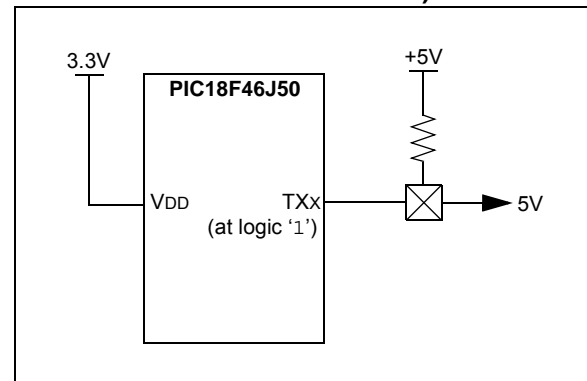 3.3V
+5V
PIC18F46J50
VDD
TXX
5V
(at logic ‘1’)